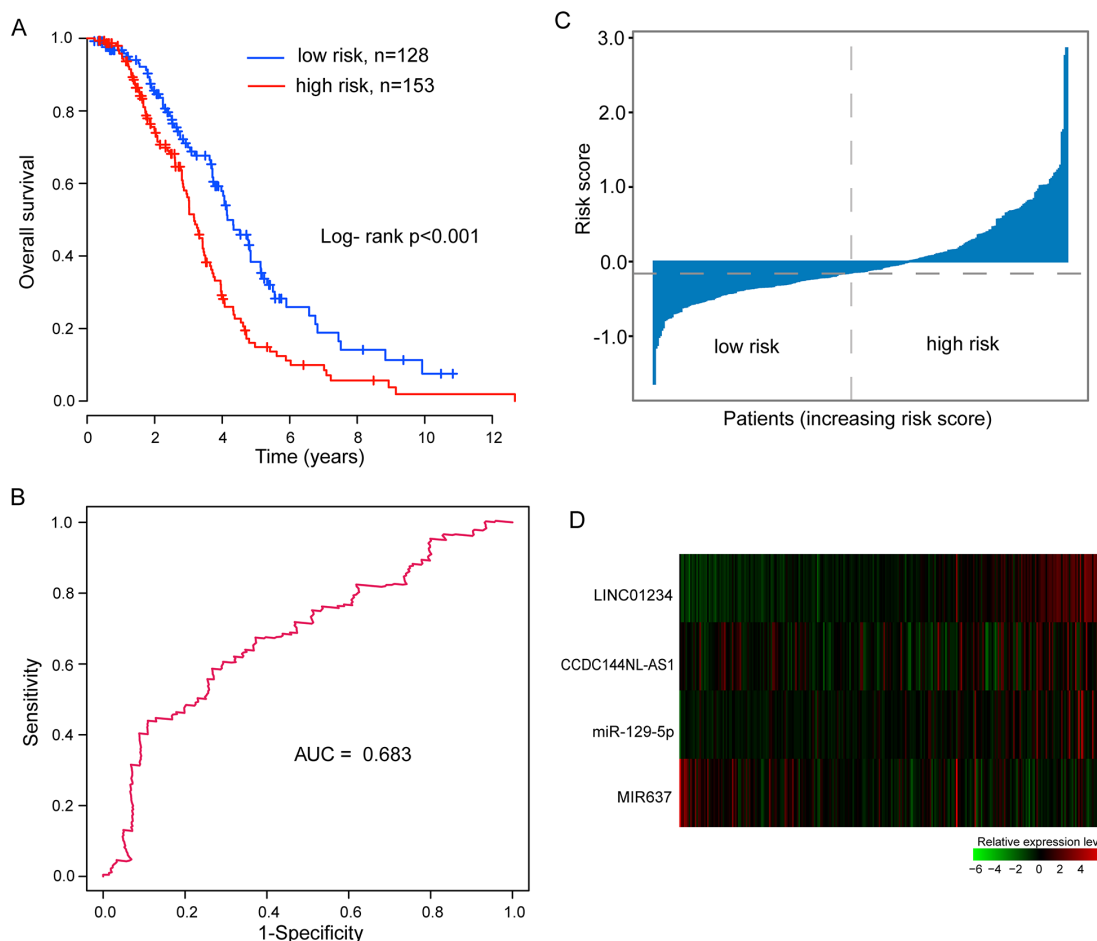 A
1.0
0.8
0.6
0.4
0.2
0.0
Overall survival
low risk, n=128
high risk, n=153
Log- rank p<0.001
0 2 4 6 8 10 12
Time (years)
B
1.0
0.8
0.6
0.4
0.2
0.0
Sensitivity
AUC = 0.683
0.0 0.2 0.4 0.6 0.8 1.0
1-Specificity
C
3.0
2.0
1.0
0.0
-1.0
Risk score
low risk
high risk
Patients (increasing risk score)
D
LINC01234
CCDC144NL-AS1
miR-129-5p
MIR637
Relative expression lev
−6 −4 −2 0 2 4